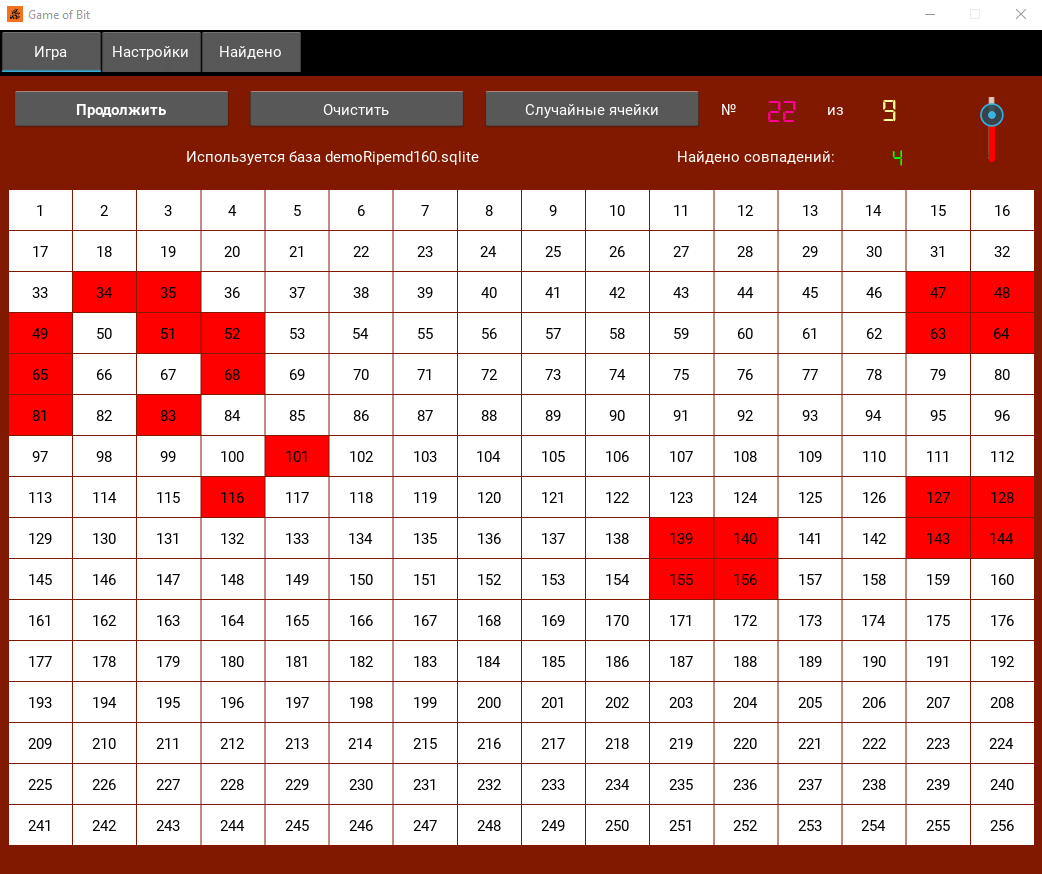 Game of Bit
Игра Настройки Найдено
Продолжить Очистить Случайные ячейки № 22 из 9
Используется база demoRipemd160.sqlite Найдено совпадений: 4
1 2 3 4 5 6 7 8 9 10 11 12 13 14 15 16
17 18 19 20 21 22 23 24 25 26 27 28 29 30 31 32
33 34 35 36 37 38 39 40 41 42 43 44 45 46 47 48
49 50 51 52 53 54 55 56 57 58 59 60 61 62 63 64
65 66 67 68 69 70 71 72 73 74 75 76 77 78 79 80
81 82 83 84 85 86 87 88 89 90 91 92 93 94 95 96
97 98 99 100 101 102 103 104 105 106 107 108 109 110 111 112
113 114 115 116 117 118 119 120 121 122 123 124 125 126 127 128
129 130 131 132 133 134 135 136 137 138 139 140 141 142 143 144
145 146 147 148 149 150 151 152 153 154 155 156 157 158 159 160
161 162 163 164 165 166 167 168 169 170 171 172 173 174 175 176
177 178 179 180 181 182 183 184 185 186 187 188 189 190 191 192
193 194 195 196 197 198 199 200 201 202 203 204 205 206 207 208
209 210 211 212 213 214 215 216 217 218 219 220 221 222 223 224
225 226 227 228 229 230 231 232 233 234 235 236 237 238 239 240
241 242 243 244 245 246 247 248 249 250 251 252 253 254 255 256